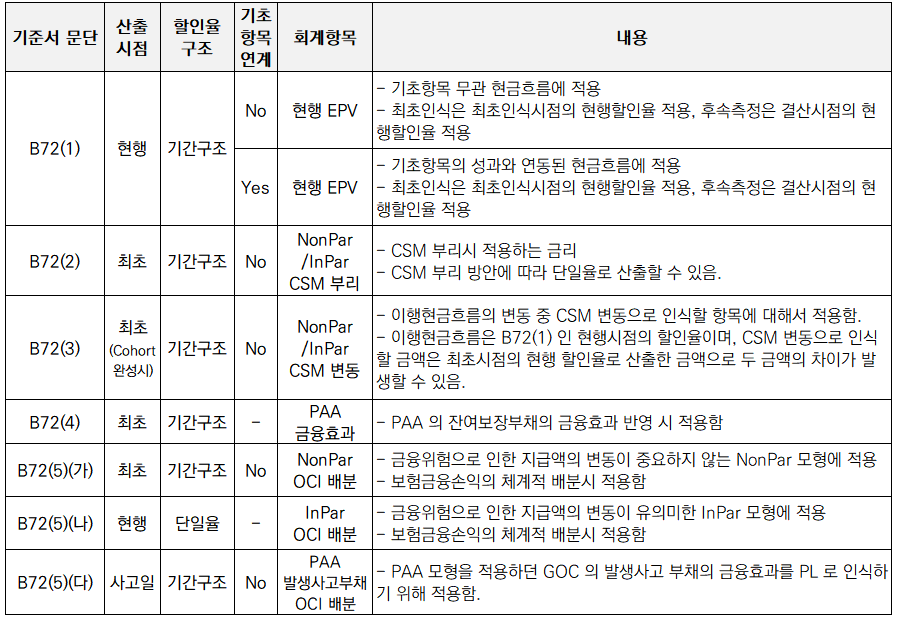 기준서 문단
산출
시점
할인율
구조
기초
항목
연계
회계항목
내용
B72(1)
현행
기간구조
No
현행 EPV
- 기초항목 무관 현금흐름에 적용
- 최초인식은 최초인식시점의 현행할인율 적용, 후속측정은 결산시점의 현
행할인율 적용
Yes
현행 EPV
- 기초항목의 성과와 연동된 현금흐름에 적용
- 최초인식은 최초인식시점의 현행할인율 적용, 후속측정은 결산시점의 현
행할인율 적용
B72(2)
최초
기간구조
No
NonPar
/InPar
CSM 부리
- CSM 부리시 적용하는 금리
- CSM 부리 방안에 따라 단일율로 산출할 수 있음.
B72(3)
최초
(Cohort
완성시)
기간구조
No
NonPar
/InPar
CSM 변동
- 이행현금흐름의 변동 중 CSM 변동으로 인식할 항목에 대해서 적용함.
- 이행현금흐름은 B72(1) 인 현행시점의 할인율이며, CSM 변동으로 인식
할 금액은 최초시점의 현행 할인율로 산출한 금액으로 두 금액의 차이가 발
생할 수 있음.
B72(4)
최초
기간구조
-
PAA
금융효과
- PAA 의 잔여보장부채의 금융효과 반영 시 적용함
B72(5)(가)
최초
기간구조
No
NonPar
OCI 배분
- 금융위험으로 인한 지급액의 변동이 중요하지 않는 NonPar 모형에 적용
- 보험금융손익의 체계적 배분시 적용함
B72(5)(나)
현행
단일율
-
InPar
OCI 배분
- 금융위험으로 인한 지급액의 변동이 유의미한 InPar 모형에 적용
- 보험금융손익의 체계적 배분시 적용함
B72(5)(다)
사고일
기간구조
No
PAA
발생사고부채
OCI 배분
- PAA 모형을 적용하던 GOC 의 발생사고 부채의 금융효과를 PL 로 인식하
기 위해 적용함.